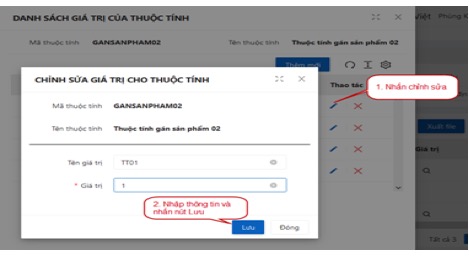 DANH SÁCH GIÁ TRỊ CỦA THUỘC TÍNH
Việt Phùng
Mã thuộc tính GANSANPHAM02 Tên thuộc tính Thuộc tính gán sản phẩm 02
Thêm mới
CHỈNH SỬA GIÁ TRỊ CHO THUỘC TÍNH
Thao tác
1. Nhấn chỉnh sửa
Mã thuộc tính GANSANPHAM02
Tên thuộc tính Thuộc tính gán sản phẩm 02
Xuất file
Giá trị
Tên giá trị TT01
* Giá trị 1
2. Nhập thông tin và
nhấn nút Lưu
Lưu Đóng
Tất cả 5